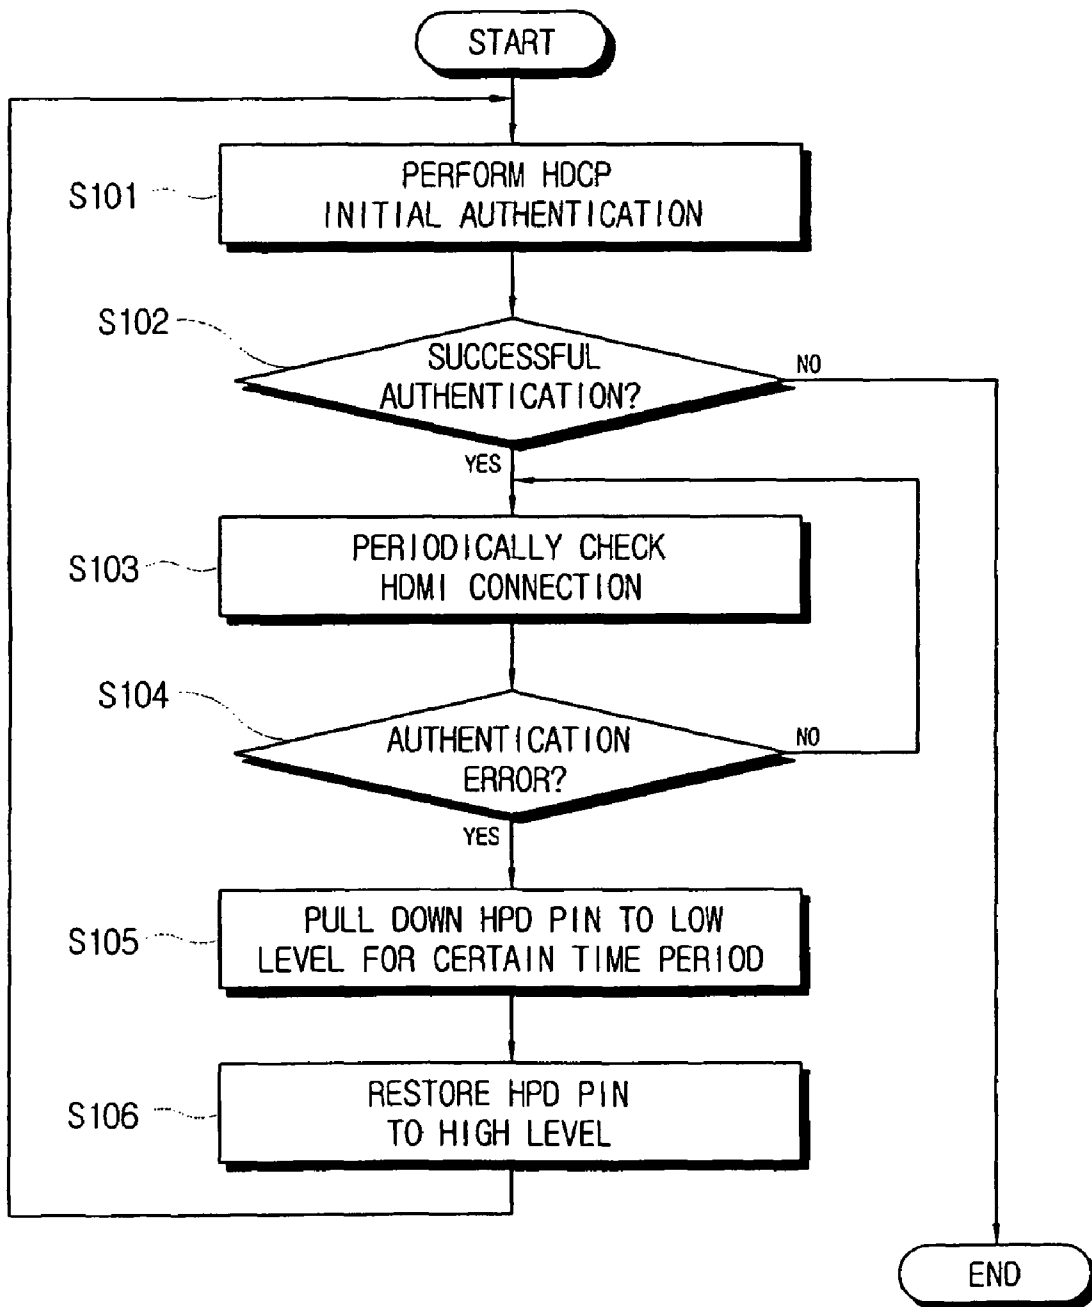 START
S101
PERFORM HDCP
INITIAL AUTHENTICATION
S102
SUCCESSFUL
AUTHENTICATION?
NO
YES
S103
PERIODICALLY CHECK
HDMI CONNECTION
S104
AUTHENTICATION
ERROR?
NO
YES
S105
PULL DOWN HPD PIN TO LOW
LEVEL FOR CERTAIN TIME PERIOD
S106
RESTORE HPD PIN
TO HIGH LEVEL
END